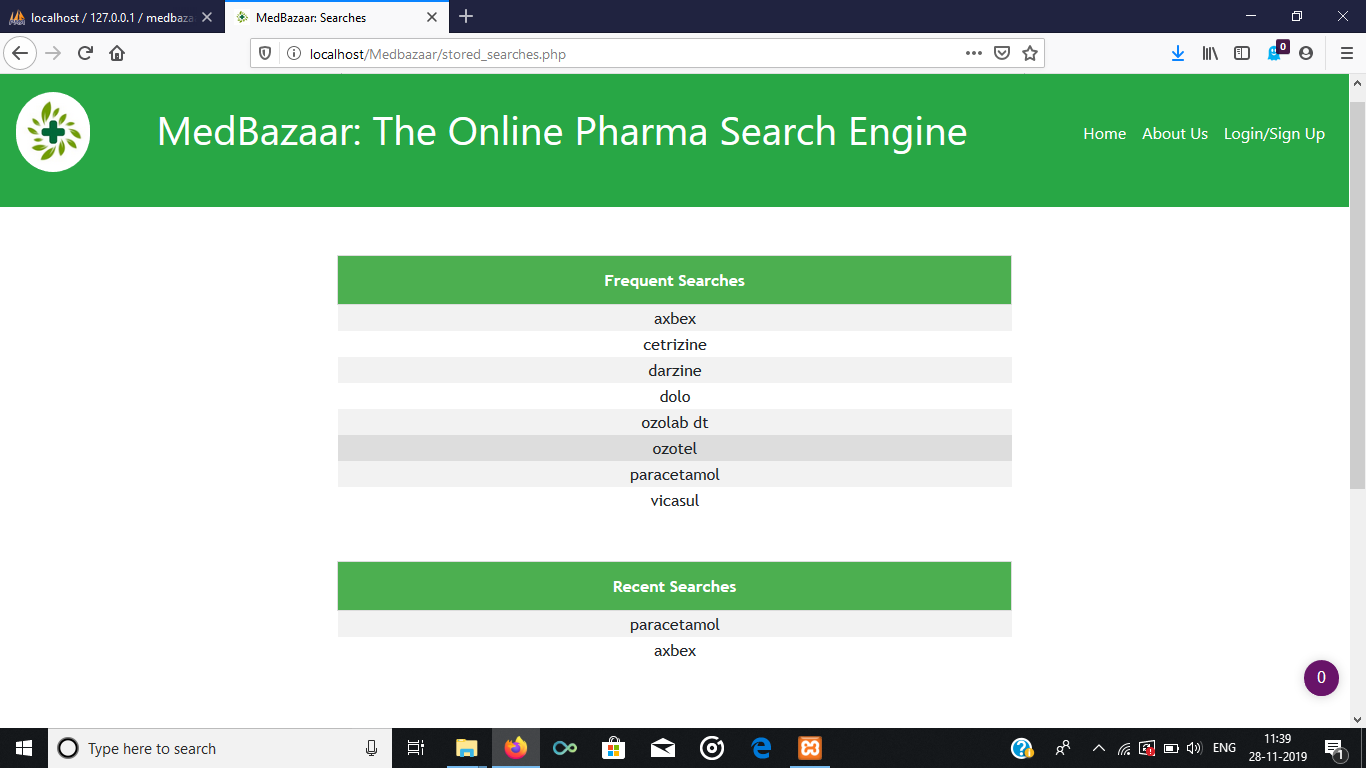 localhost / 127.0.0.1 / medbaza
MedBazaar: Searches
localhost/Medbazaar/stored_searches.php
0
MedBazaar: The Online Pharma Search Engine
Home About Us Login/Sign Up
Frequent Searches
axbex
cetrizine
darzine
dolo
ozolab dt
ozotel
paracetamol
vicasul
Recent Searches
paracetamol
axbex
0
Type here to search
ENG
11:39
28-11-2019
1